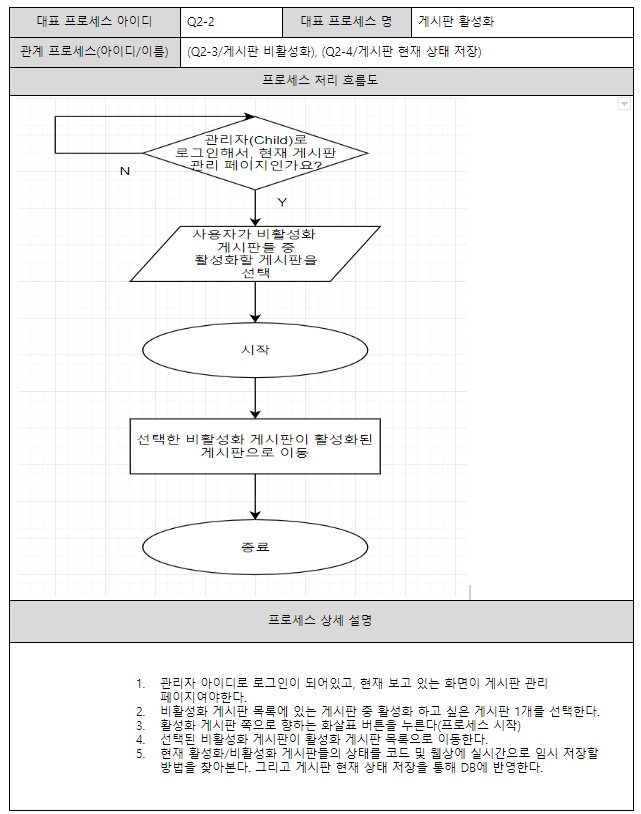 대표 프로세스 아이디 Q2-2 대표 프로세스 명 게시판 활성화
관계 프로세스(아이디/이름) (Q2-3/게시판 비활성화), (Q2-4/게시판 현재 상태 저장)
프로세스 처리 흐름도
관리자(Child)로
로그인해서, 현재 게시판
관리 페이지인가요?
N
Y
사용자가 비활성화
게시판들 중
활성화할 게시판을
선택
시작
선택한 비활성화 게시판이 활성화된
게시판으로 이동
종료
프로세스 상세 설명
1. 관리자 아이디로 로그인이 되어있고, 현재 보고 있는 화면이 게시판 관리
페이지여야한다.
2. 비활성화 게시판 목록에 있는 게시판 중 활성화 하고 싶은 게시판 1개를 선택한다.
3. 활성화 게시판 쪽으로 향하는 화살표 버튼을 누른다(프로세스 시작)
4. 선택된 비활성화 게시판이 활성화 게시판 목록으로 이동한다.
5. 현재 활성화/비활성화 게시판들의 상태를 코드 및 웹상에 실시간으로 임시 저장할
방법을 찾아본다. 그리고 게시판 현재 상태 저장을 통해 DB에 반영한다.